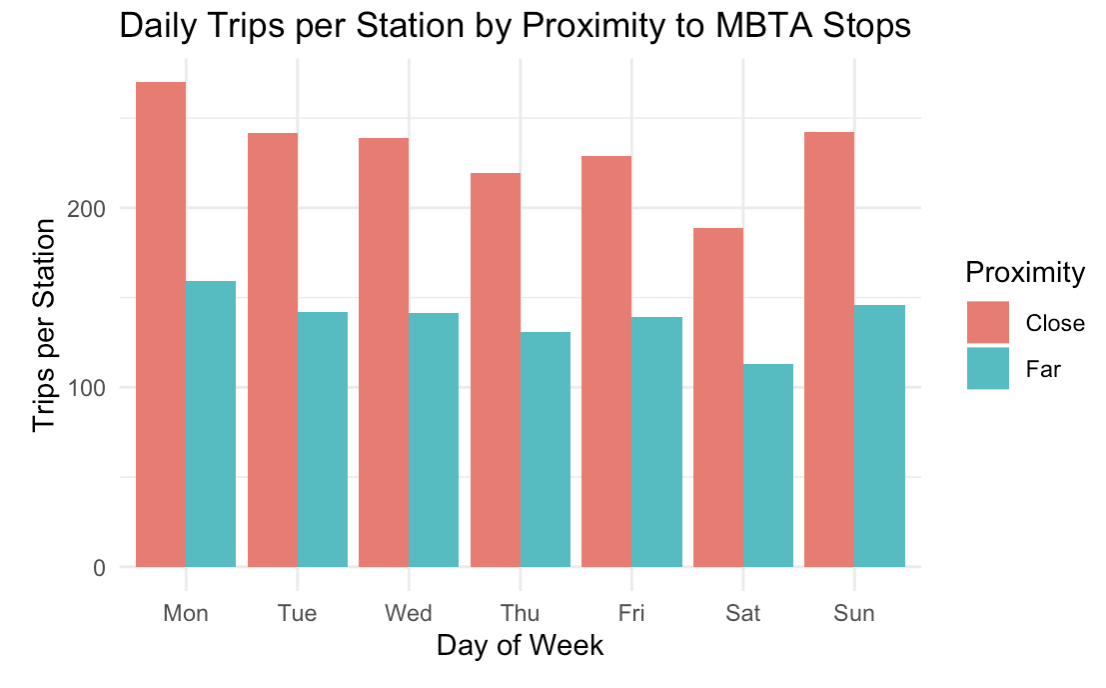 Daily Trips per Station by Proximity to MBTA Stops
Trips per Station
200
100
0
Mon Tue Wed Thu Fri Sat Sun
Day of Week
Proximity
Close
Far